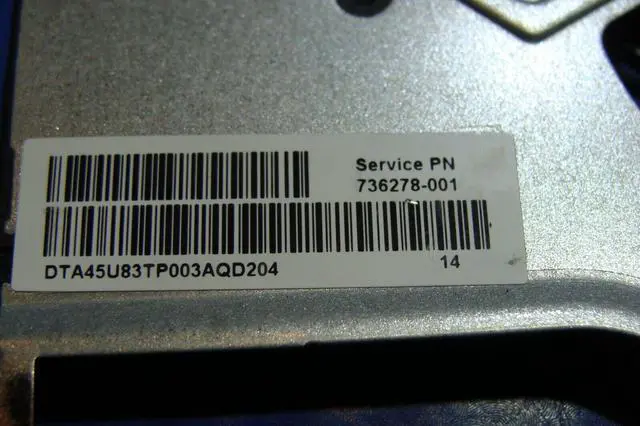 Service PN
736278-001
DTA45U83TP003AQD204
14